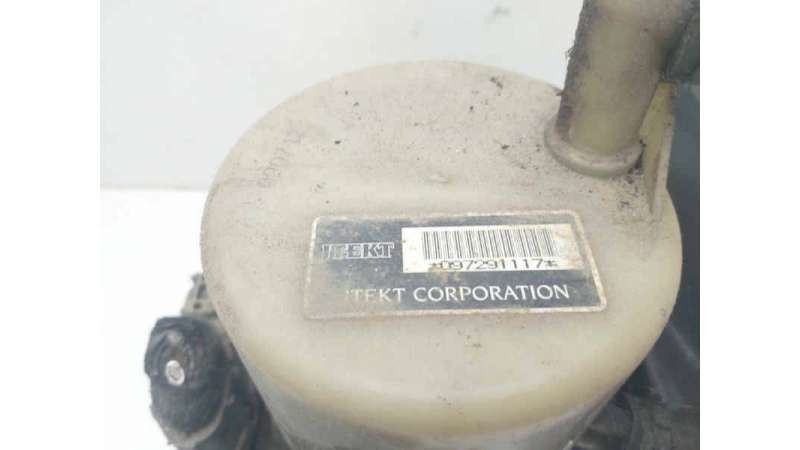 JTEKT
*097291117*
JTEKT CORPORATION